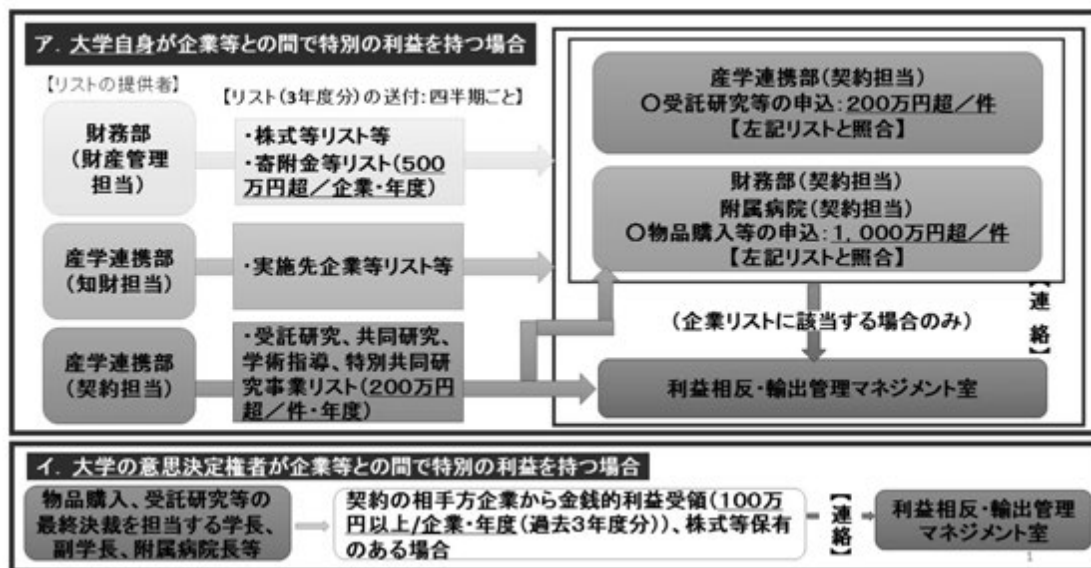 ア．大学自身が企業等との間で特別の利益を持つ場合
【リストの提供者】
【リスト（3年度分）の送付：四半期ごと】
財務部
（財産管理
担当）
・株式等リスト等
・寄附金等リスト（500
万円超／企業・年度）
産学連携部
（知財担当）
・実施先企業等リスト等
産学連携部
（契約担当）
・受託研究、共同研究、
学術指導、特別共同研
究事業リスト（200万円
超／件・年度）
産学連携部（契約担当）
○受託研究等の申込：200万円超／件
【左記リストと照合】
財務部（契約担当）
附属病院（契約担当）
○物品購入等の申込：1，000万円超／件
【左記リストと照合】
（企業リストに該当する場合のみ）
【連絡】
利益相反・輸出管理マネジメント室
イ．大学の意思決定権者が企業等との間で特別の利益を持つ場合
物品購入、受託研究等の
最終決裁を担当する学長、
副学長、附属病院長等
契約の相手方企業から金銭的利益受領（100万
円以上/企業・年度（過去3年度分））、株式等保有
のある場合
【連絡】
利益相反・輸出管理
マネジメント室
1